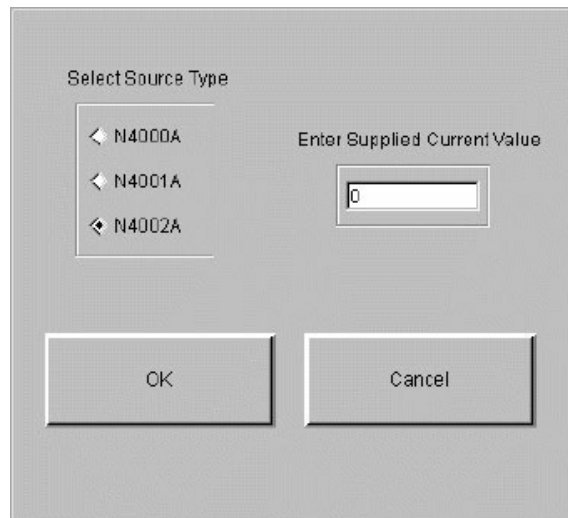 Select Source Type
N4000A
N4001A
N4002A
Enter Supplied Current Value
0
OK
Cancel